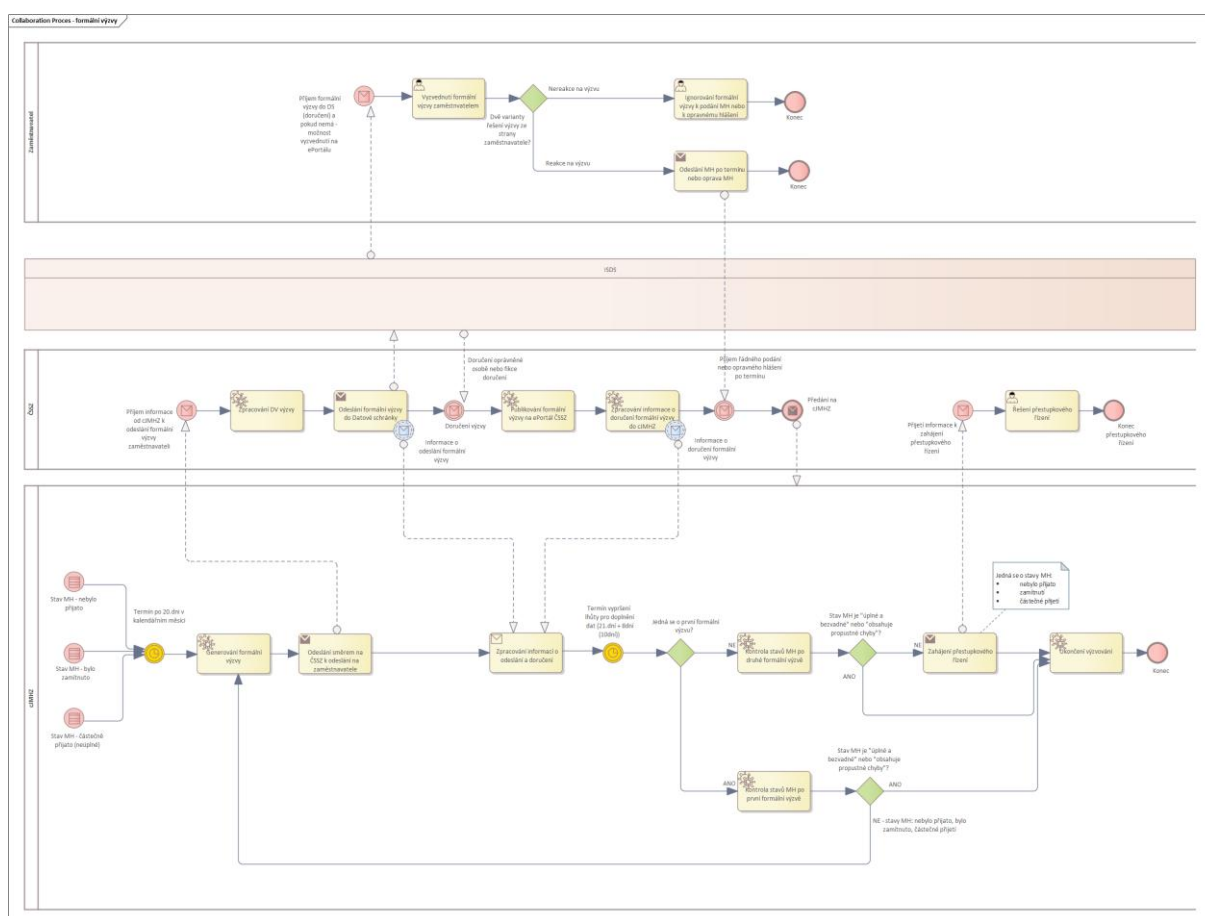 Collaboration Proces - formální výzvy
Zaměstnavatel
Příjem formální
výzvy do DS
(doručení) a
pokud nemá -
možnost
vyzvednutí na
ePortálu
Vyzvednutí formální
výzvy zaměstnavatelem
Dvě varianty
řešení výzvy ze
strany
zaměstnavatele?
Nereakce na výzvu
Ignorování formální
výzvy k podání MH nebo
k opravnému hlášení
Konec
Reakce na výzvu
Odeslání MH po termínu
nebo oprava MH
Konec
ISDS
ČSSZ
Příjem informace
od cJMHZ k
odeslání formální
výzvy
zaměstnavateli
Zpracování DV výzvy
Odeslání formální výzvy
do Datové schránky
Informace o
odeslání formální
výzvy
Doručení oprávněné
osobě nebo fikce
doručení
Doručení výzvy
Publikování formální
výzvy na ePortál ČSSZ
Zpracování informace o
doručení formální výzvy
do cJMHZ
Informace o
doručení formální
výzvy
Příjem řádného podání
nebo opravného hlášení
po termínu
Předání na
cJMHZ
Přijetí informace k
zahájení
přestupkového
řízení
Řešení přestupkového
řízení
Konec
přestupkového
řízení
cJMHZ
Stav MH - nebylo
přijato
Stav MH - bylo
zamítnuto
Stav MH - částečně
přijato (neúplné)
Termín po 20 dni v
kalendářním měsíci
Generování formální
výzvy
Odeslání směrem na
ČSSZ k odeslání na
zaměstnavatele
Zpracování informací o
odeslání a doručení
Termín vypršení
lhůty pro doplnění
dat (21 dní + 8dní
(10dní))
Jedná se o první formální
výzvu?
NE
Kontrola stavů MH po
druhé formální výzvě
Stav MH je "úplné a
bezvadné" nebo "obsahuje
propustné chyby"?
NE
ANO
Zahájení přestupkového
řízení
Jedná se o stavy MH:
• nebylo přijato
• zamítnutí
• částečné přijetí
Ukončení vyzvování
Konec
ANO
Kontrola stavů MH po
první formální výzvě
Stav MH je "úplné a
bezvadné" nebo "obsahuje
propustné chyby"?
ANO
NE - stavy MH: nebylo přijato, bylo
zamítnuto, částečné přijetí